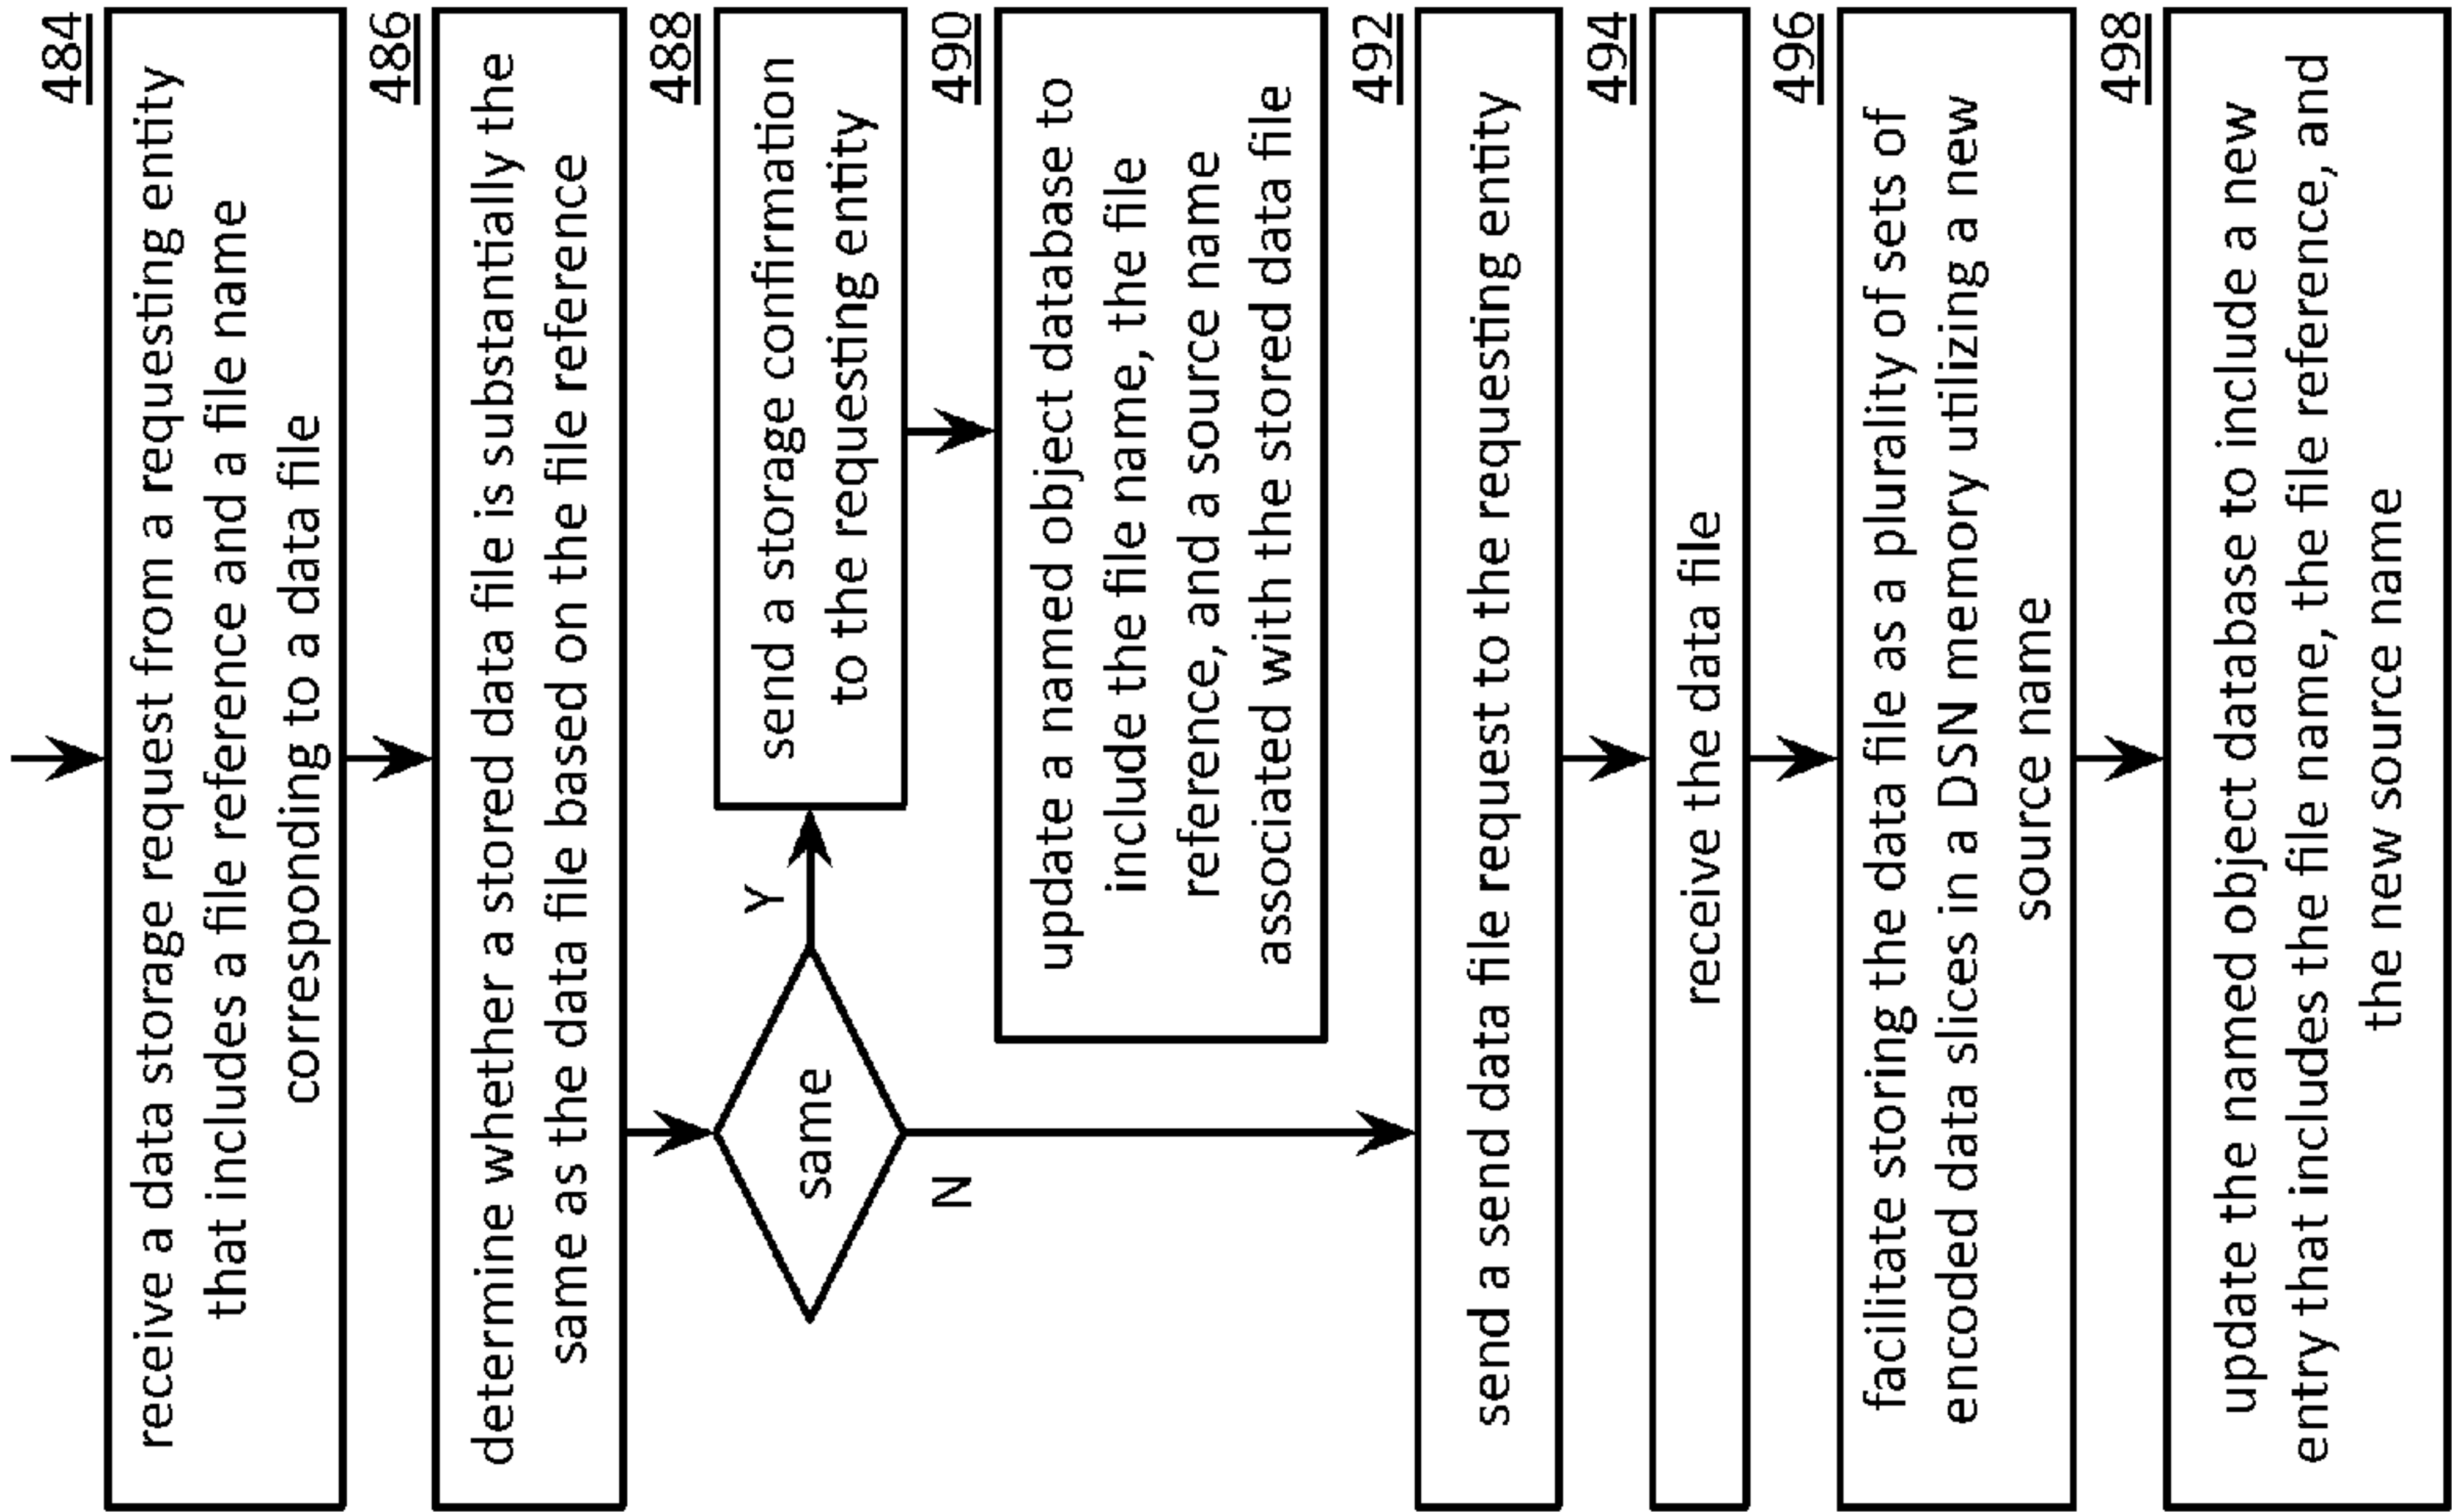 484
receive a data storage request from a requesting entity
that includes a file reference and a file name
corresponding to a data file
486
determine whether a stored data file is substantially the
same as the data file based on the file reference
same
Y
N
488
send a storage confirmation
to the requesting entity
490
update a named object database to
include the file name, the file
reference, and a source name
associated with the stored data file
492
send a send data file request to the requesting entity
494
receive the data file
496
facilitate storing the data file as a plurality of sets of
encoded data slices in a DSN memory utilizing a new
source name
498
update the named object database to include a new
entry that includes the file name, the file reference, and
the new source name